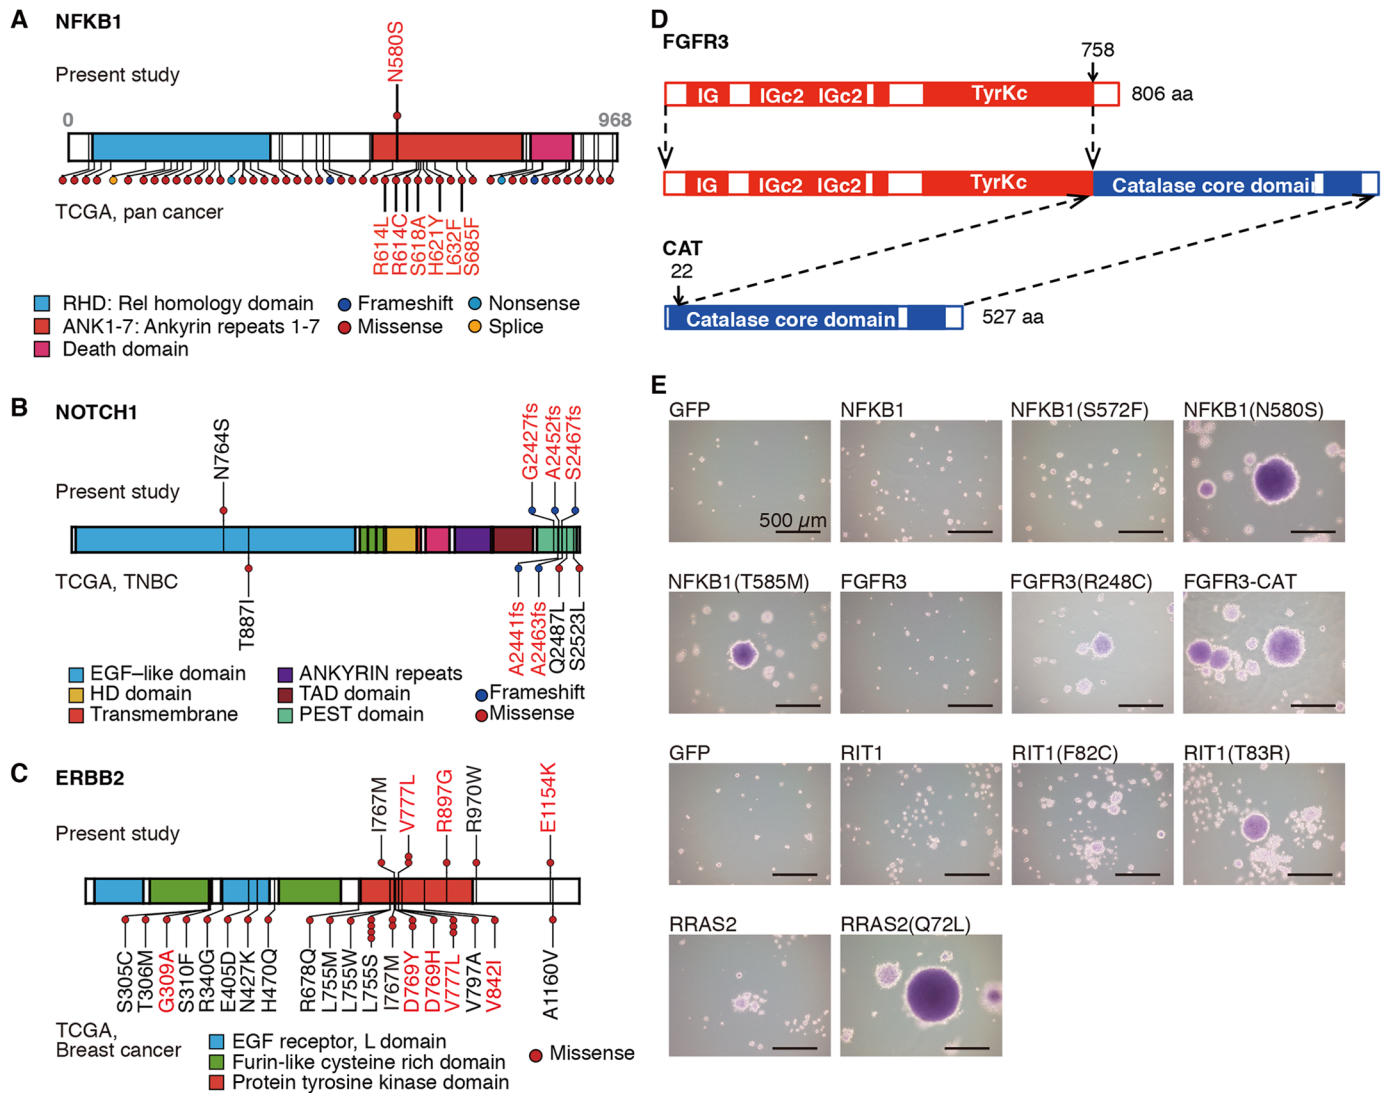 A
NFKB1
N580S
Present study
0
968
TCGA, pan cancer
R614L
R614C
S618A
H621Y
L632F
S685F
RHD: Rel homology domain
ANK1-7: Ankyrin repeats 1-7
Death domain
Frameshift
Missense
Nonsense
Splice
B
NOTCH1
N764S
G2427fs
A2452fs
S2467fs
Present study
TCGA, TNBC
T887I
A2441fs
A2463fs
Q2487L
S2523L
EGF–like domain
HD domain
Transmembrane
ANKYRIN repeats
TAD domain
PEST domain
Frameshift
Missense
C
ERBB2
I767M
V777L
R897G
R970W
E1154K
Present study
S305C
T306M
G309A
S310F
R340G
E405D
N427K
H470Q
R678Q
L755M
L755W
L755S
I767M
D769Y
D769H
V777L
V797A
V842I
A1160V
TCGA,
Breast cancer
EGF receptor, L domain
Furin-like cysteine rich domain
Protein tyrosine kinase domain
Missense
D
FGFR3
758
IG IGc2 IGc2 TyrKc
806 aa
IG IGc2 IGc2 TyrKc Catalase core domain
CAT
22
Catalase core domain
527 aa
E
GFP NFKB1 NFKB1(S572F) NFKB1(N580S)
500 µm
NFKB1(T585M) FGFR3 FGFR3(R248C) FGFR3-CAT
GFP RIT1 RIT1(F82C) RIT1(T83R)
RRAS2 RRAS2(Q72L)